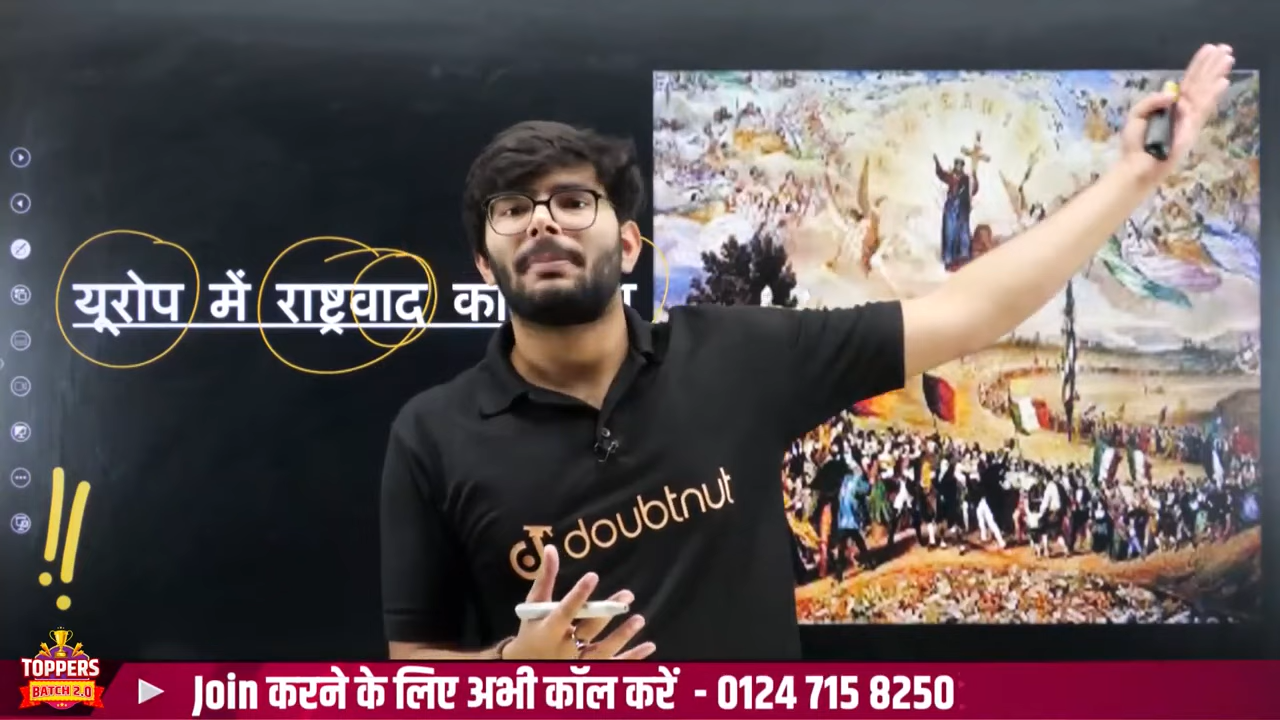 यूरोप में राष्ट्रवाद का
doubtnut
TOPPERS
BATCH 2.0
Join करने के लिए अभी कॉल करें - 0124 715 8250